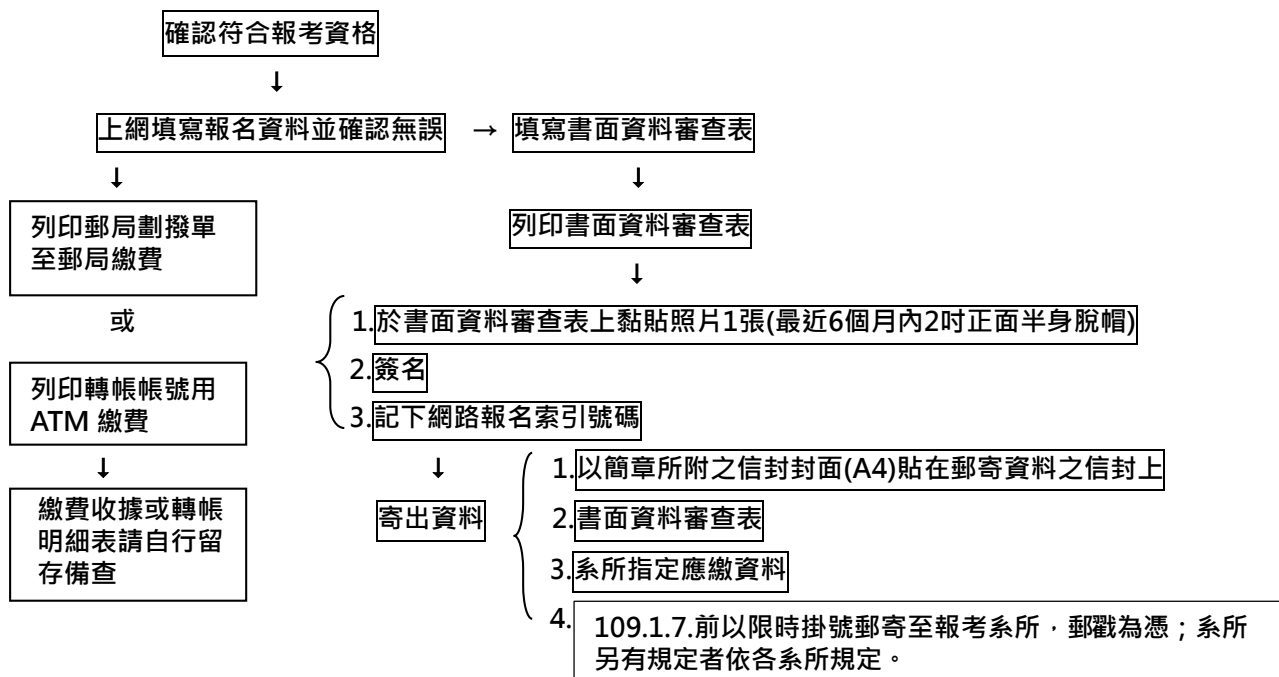 確認符合報考資格
↓
上網填寫報名資料並確認無誤 → 填寫書面資料審查表
↓
列印郵局劃撥單
至郵局繳費
或
列印轉帳帳號用
ATM 繳費
↓
繳費收據或轉帳
明細表請自行留
存備查
↓
列印書面資料審查表
↓
1.於書面資料審查表上黏貼照片1張(最近6個月內2吋正面半身脫帽)
2.簽名
3.記下網路報名索引號碼
↓
寄出資料
1.以簡章所附之信封封面(A4)貼在郵寄資料之信封上
2.書面資料審查表
3.系所指定應繳資料
4.
109.1.7.前以限時掛號郵寄至報考系所，郵戳為憑；系所
另有規定者依各系所規定。